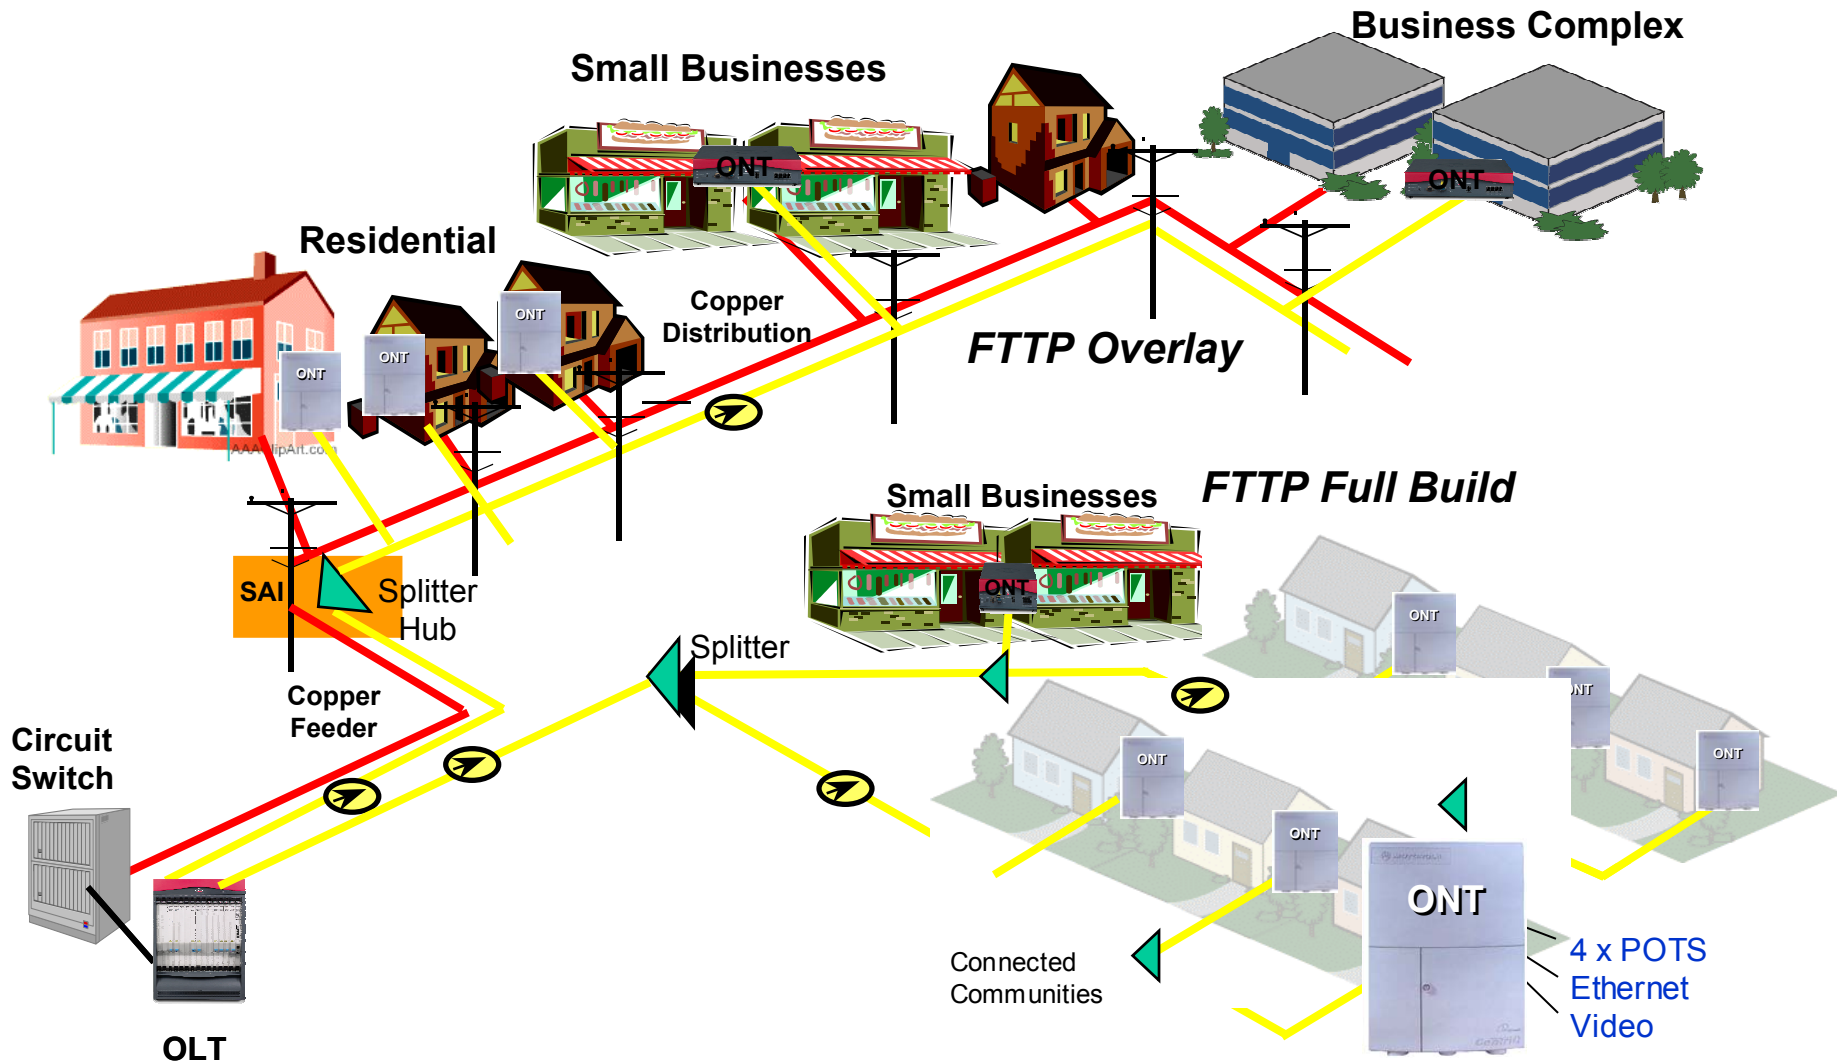 Business Complex
Small Businesses
ONT
ONT
Residential
Copper
Distribution
ONT
ONT
ONT
FTTP Overlay
AAAClipArt.com
Small Businesses
FTTP Full Build
ONT
SAI
Splitter
Hub
Splitter
ONT
ONT
ONT
ONT
ONT
Copper
Feeder
Circuit
Switch
ONT
4 x POTS
Ethernet
Video
Connected
Communities
OLT